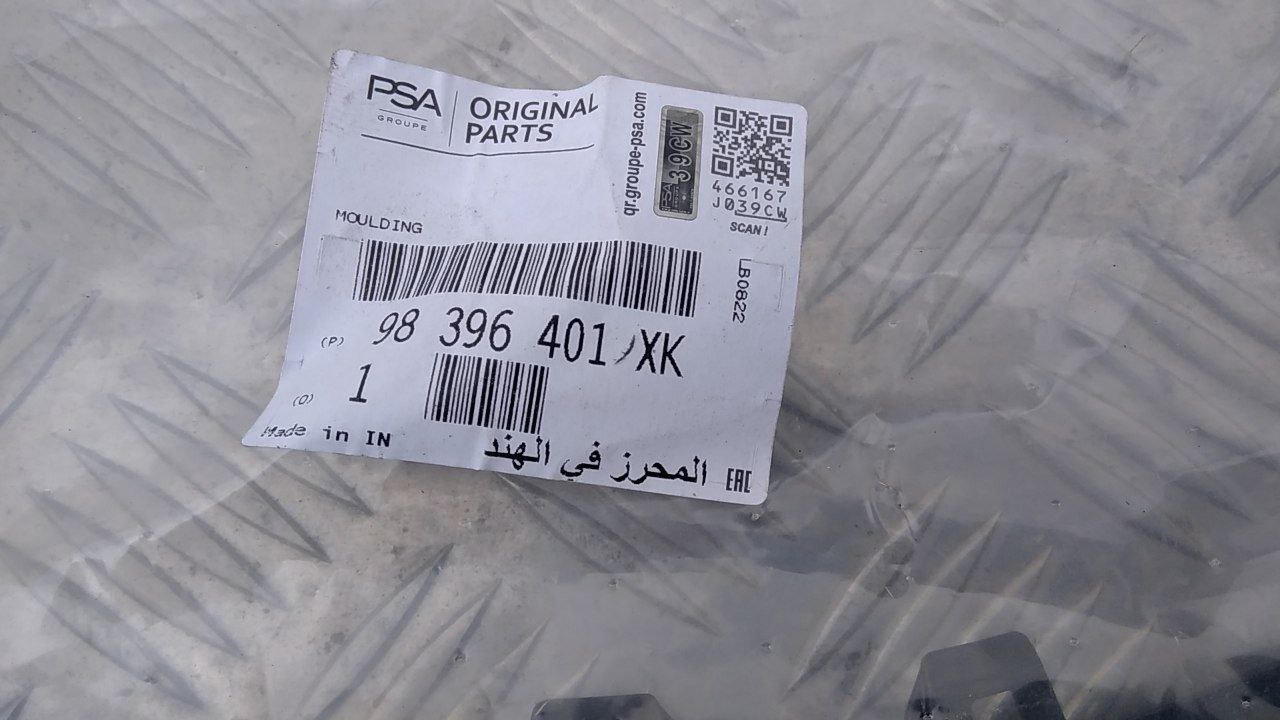 PSA
GROUPE
ORIGINAL
PARTS
qr.groupe-psa.com
PSA
39CW
466167
J039CW
SCAN!
MOULDING
LB0822
(P) 98 396 401 XK
(O) 1
Made in IN
المحرز في الهند
EAC